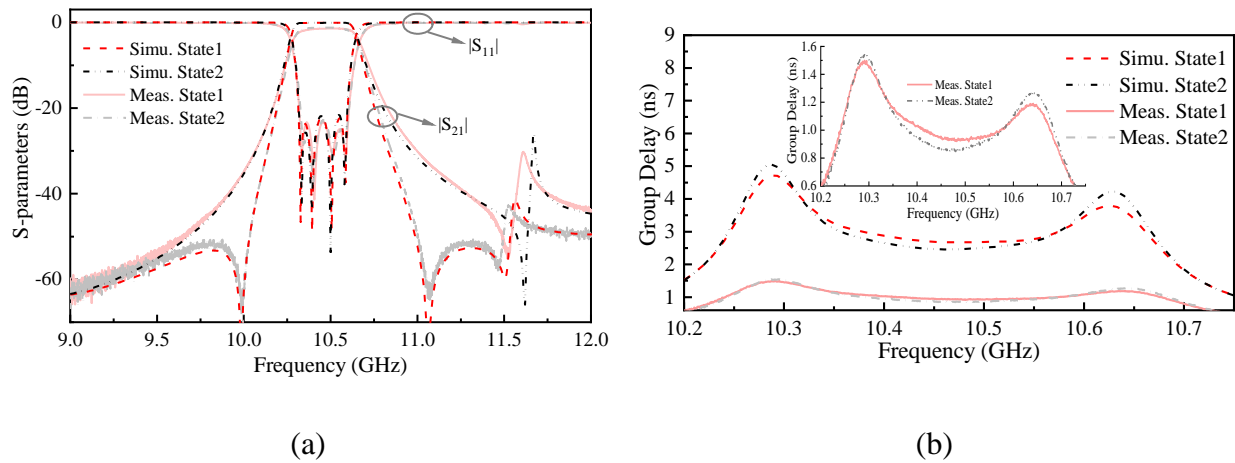 0
-20
-40
-60
S-parameters (dB)
Simu. State1
Simu. State2
Meas. State1
Meas. State2
|S11|
|S21|
9.0 9.5 10.0 10.5 11.0 11.5 12.0
Frequency (GHz)
(a)
9
8
7
6
5
4
3
2
1
Group Delay (ns)
1.6
1.4
1.2
1.0
0.8
0.6
Group Delay (ns)
Meas. State1
Meas. State2
10.2 10.3 10.4 10.5 10.6 10.7
Frequency (GHz)
Simu. State1
Simu. State2
Meas. State1
Meas. State2
10.2 10.3 10.4 10.5 10.6 10.7
Frequency (GHz)
(b)